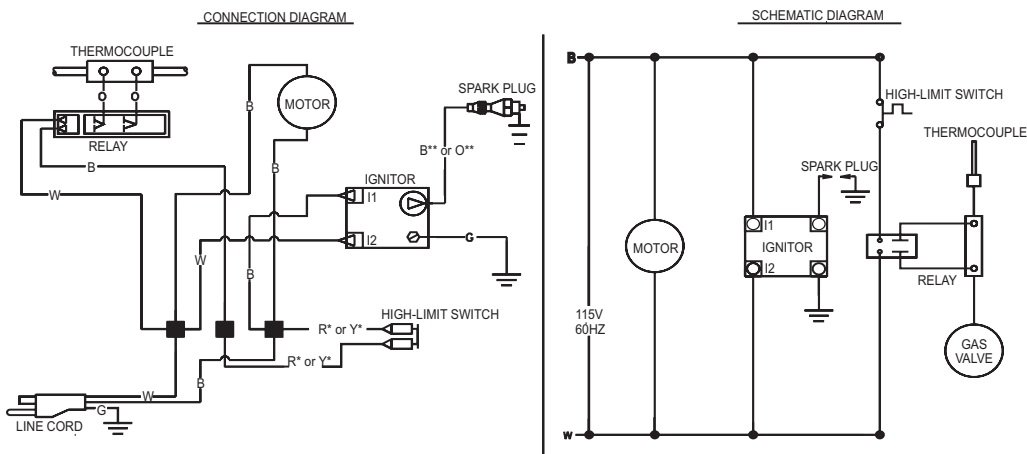 CONNECTION DIAGRAM
THERMOCOUPLE
O O
RELAY
B
W
B
MOTOR
B
SPARK PLUG
B** or O**
IGNITOR
I1
I2
G
W
B
HIGH-LIMIT SWITCH
R* or Y*
R* or Y*
B
W
G
LINE CORD
SCHEMATIC DIAGRAM
B
HIGH-LIMIT SWITCH
THERMOCOUPLE
SPARK PLUG
I1
IGNITOR
I2
MOTOR
RELAY
115V
60HZ
GAS
VALVE
W